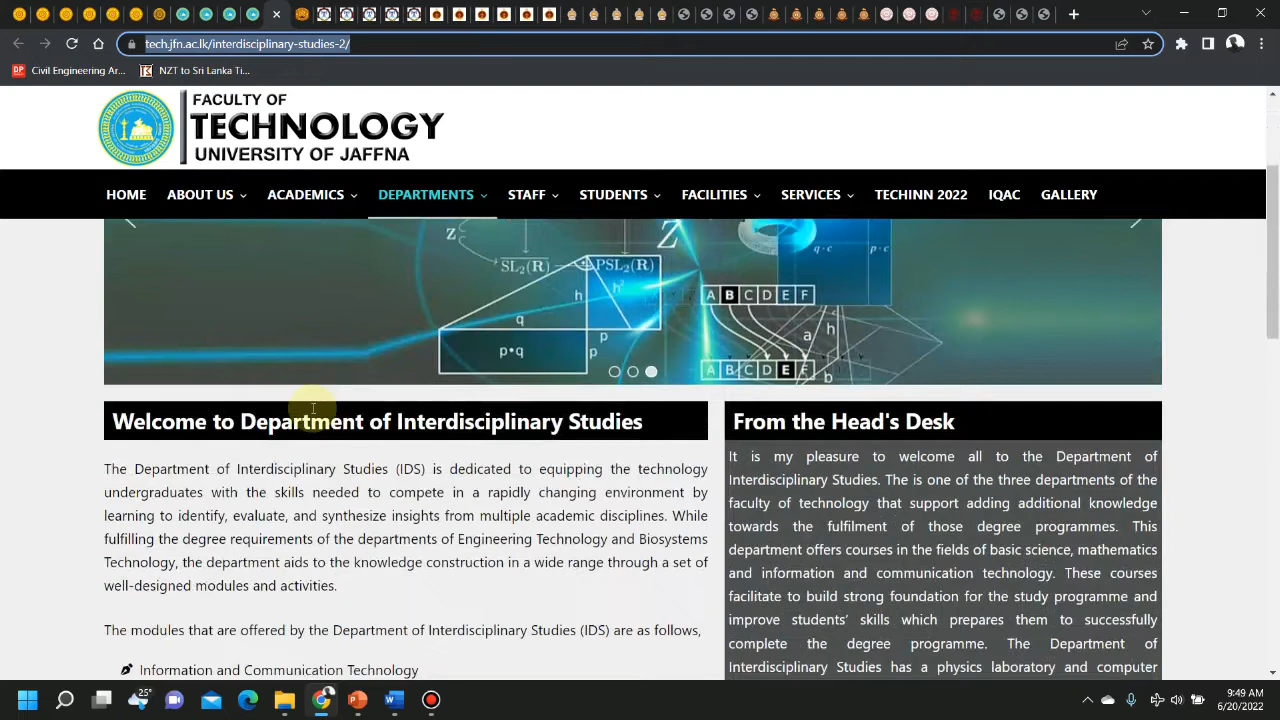 tech.jfn.ac.lk/interdisciplinary-studies-2/
DP Civil Engineering Ar...
NZT to Sri Lanka Ti...
FACULTY OF
TECHNOLOGY
UNIVERSITY OF JAFFNA
HOME ABOUT US ACADEMICS DEPARTMENTS STAFF STUDENTS FACILITIES SERVICES TECHINN 2022 IQAC GALLERY
Z
Z
SL₂(R) PSL₂(R)
q·c p·c
h h²
A B C D E F
q
p
a h
p•q p
A B C D E F
b
Welcome to Department of Interdisciplinary Studies
The Department of Interdisciplinary Studies (IDS) is dedicated to equipping the technology
undergraduates with the skills needed to compete in a rapidly changing environment by
learning to identify, evaluate, and synthesize insights from multiple academic disciplines. While
fulfilling the degree requirements of the departments of Engineering Technology and Biosystems
Technology, the department aids to the knowledge construction in a wide range through a set of
well-designed modules and activities.
The modules that are offered by the Department of Interdisciplinary Studies (IDS) are as follows,
Information and Communication Technology
From the Head's Desk
It is my pleasure to welcome all to the Department of
Interdisciplinary Studies. The is one of the three departments of the
faculty of technology that support adding additional knowledge
towards the fulfilment of those degree programmes. This
department offers courses in the fields of basic science, mathematics
and information and communication technology. These courses
facilitate to build strong foundation for the study programme and
improve students' skills which prepares them to successfully
complete the degree programme. The Department of
Interdisciplinary Studies has a physics laboratory and computer
25°
9:49 AM
6/20/2022